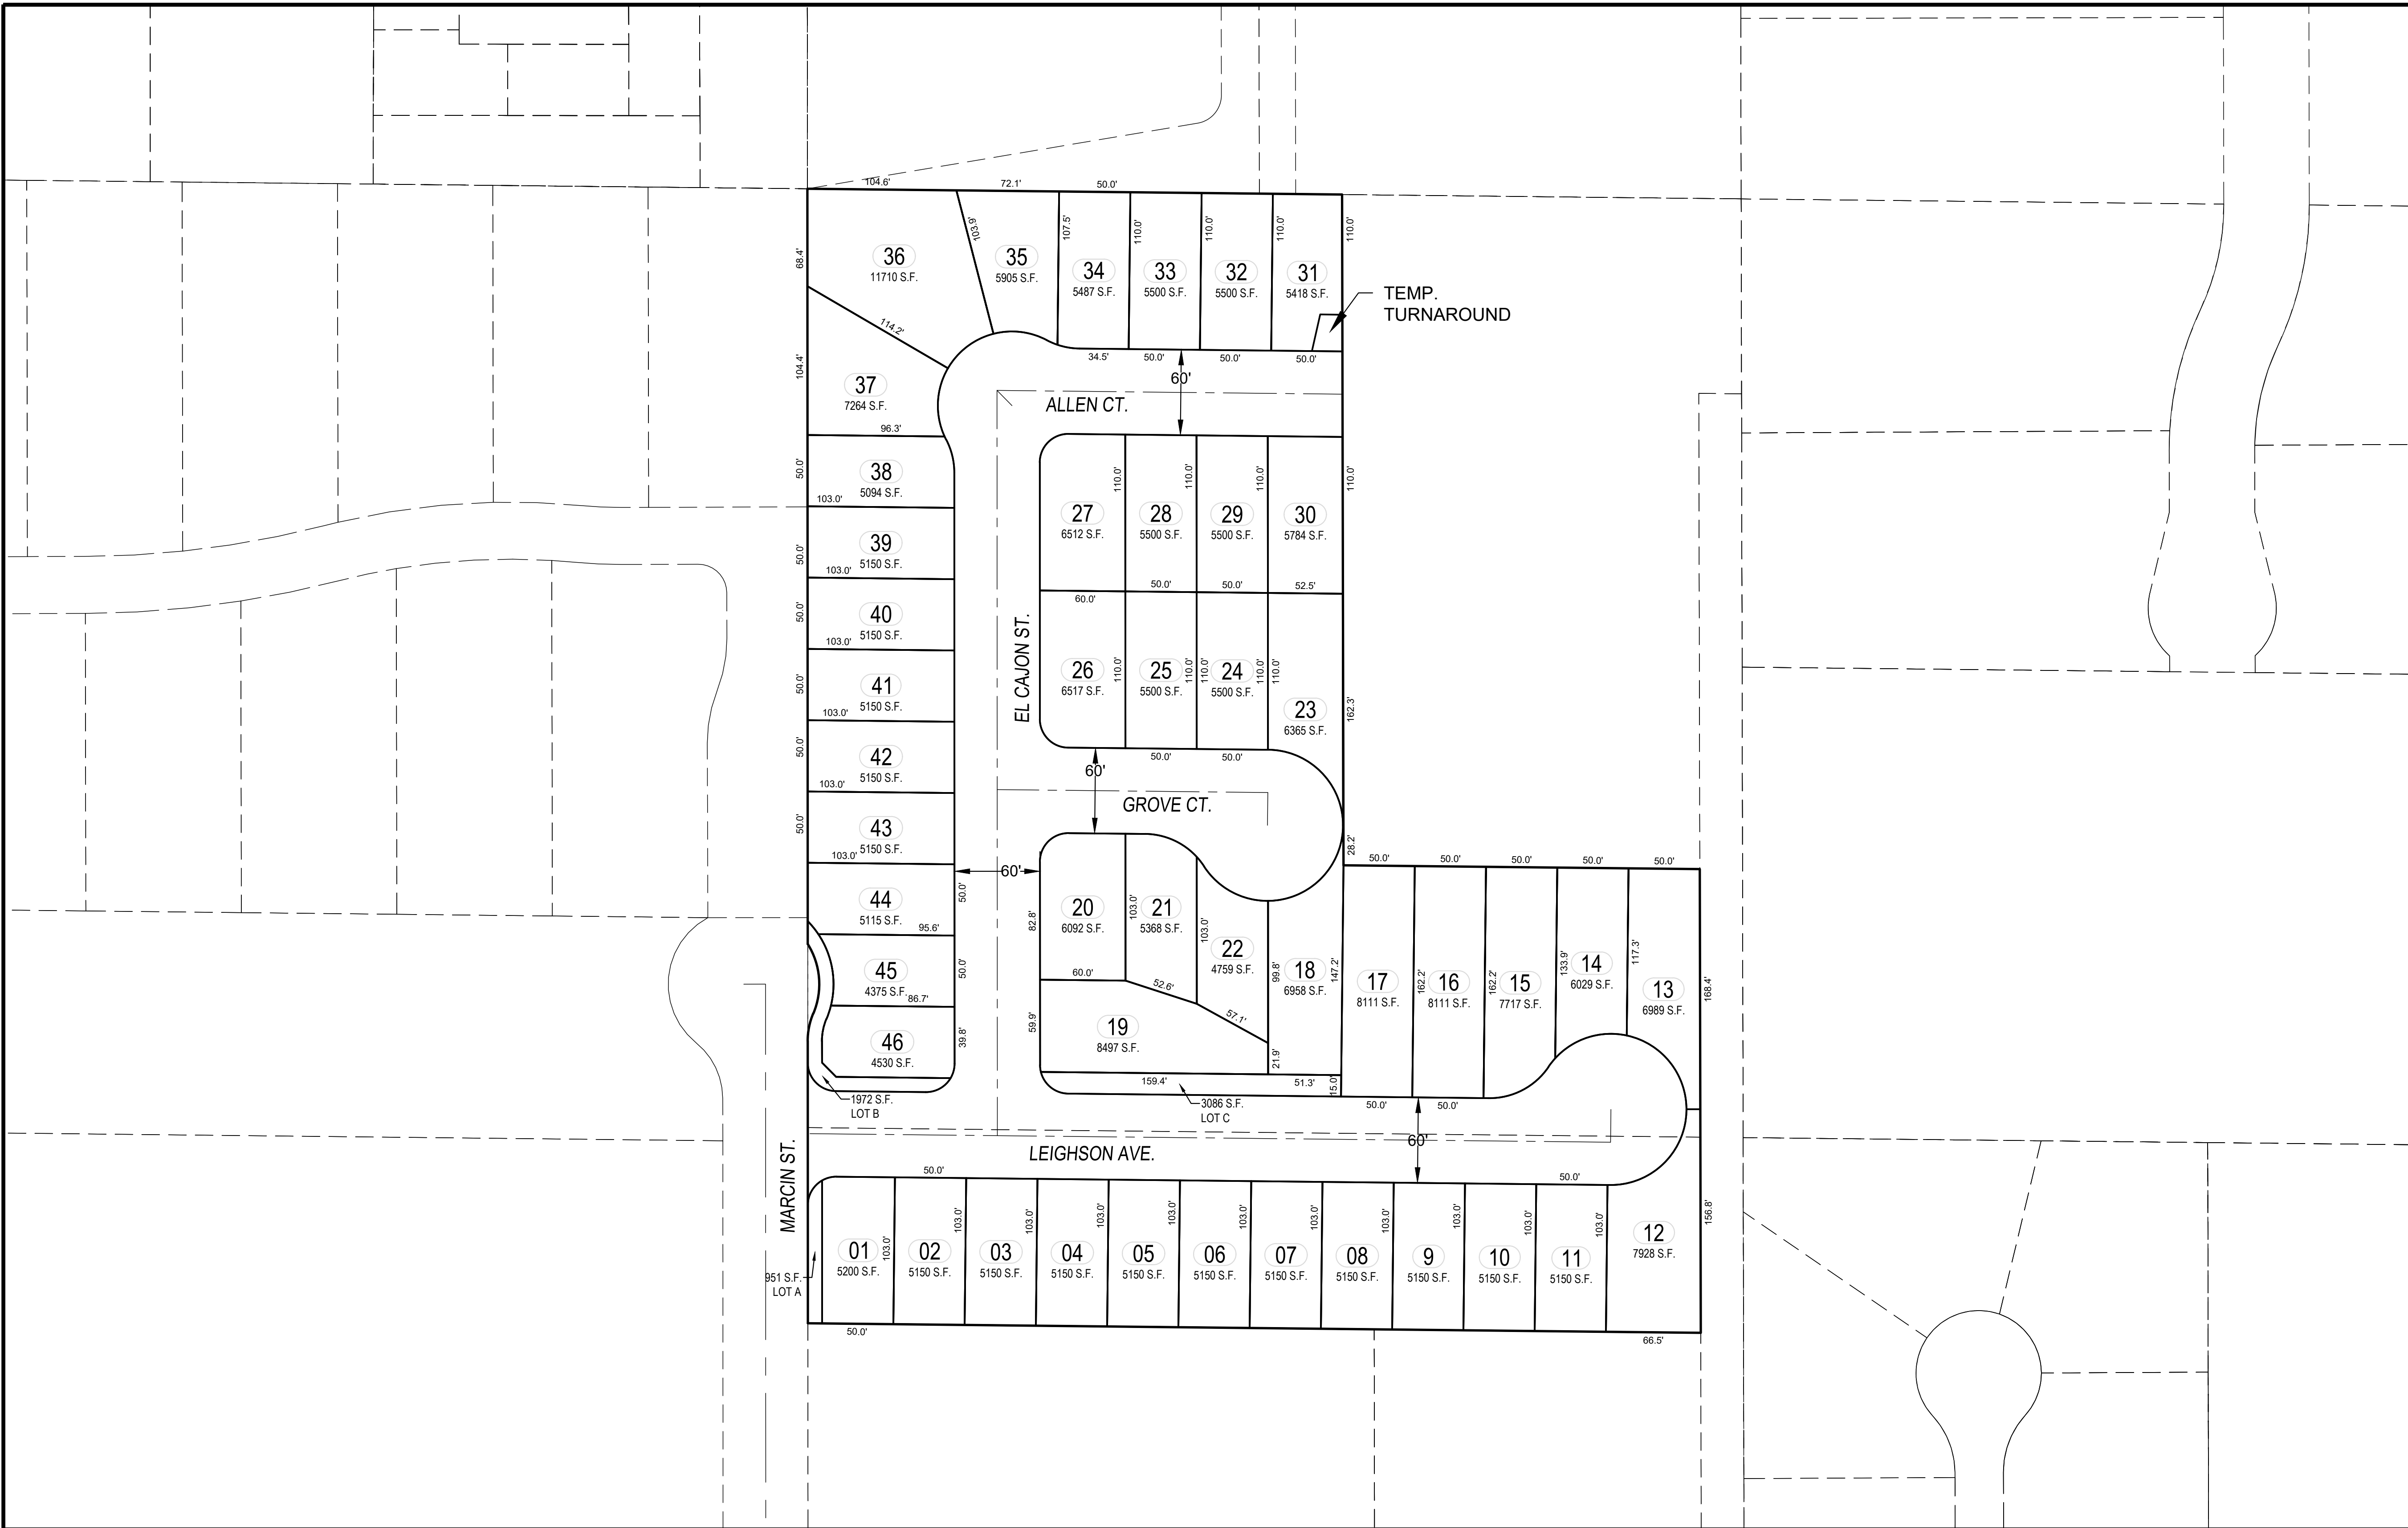 104.6'
72.1'
50.0'
68.4'
103.9'
107.5'
110.0'
110.0'
110.0'
110.0'
36
11710 S.F.
35
5905 S.F.
34
5487 S.F.
33
5500 S.F.
32
5500 S.F.
31
5418 S.F.
TEMP.
TURNAROUND
114.2'
34.5'
50.0'
50.0'
50.0'
104.4'
60'
37
7264 S.F.
ALLEN CT.
96.3'
50.0'
38
5094 S.F.
103.0'
110.0'
110.0'
110.0'
110.0'
27
6512 S.F.
28
5500 S.F.
29
5500 S.F.
30
5784 S.F.
50.0'
39
5150 S.F.
103.0'
60.0'
50.0'
50.0'
52.5'
50.0'
40
5150 S.F.
103.0'
EL CAJON ST.
26
6517 S.F.
110.0'
25
5500 S.F.
110.0'
110.0'
24
5500 S.F.
110.0'
110.0'
50.0'
41
5150 S.F.
103.0'
23
6365 S.F.
162.3'
50.0'
42
5150 S.F.
103.0'
50.0'
50.0'
60'
GROVE CT.
50.0'
43
5150 S.F.
103.0'
28.2'
50.0'
50.0'
50.0'
50.0'
50.0'
60'
44
5115 S.F.
50.0'
95.6'
82.8'
20
6092 S.F.
103.0'
21
5368 S.F.
103.0'
22
4759 S.F.
99.8'
18
6958 S.F.
147.2'
17
8111 S.F.
162.2'
16
8111 S.F.
162.2'
15
7717 S.F.
133.9'
14
6029 S.F.
117.3'
13
6989 S.F.
168.4'
45
4375 S.F.
50.0'
86.7'
60.0'
52.6'
57.1'
59.9'
19
8497 S.F.
21.9'
46
4530 S.F.
39.8'
159.4'
51.3'
15.0'
1972 S.F.
LOT B
3086 S.F.
LOT C
50.0'
50.0'
60'
MARCIN ST.
LEIGHSON AVE.
50.0'
50.0'
951 S.F.
LOT A
01
5200 S.F.
103.0'
02
5150 S.F.
103.0'
03
5150 S.F.
103.0'
04
5150 S.F.
103.0'
05
5150 S.F.
103.0'
06
5150 S.F.
103.0'
07
5150 S.F.
103.0'
08
5150 S.F.
103.0'
9
5150 S.F.
103.0'
10
5150 S.F.
103.0'
11
5150 S.F.
103.0'
12
7928 S.F.
156.8'
50.0'
66.5'